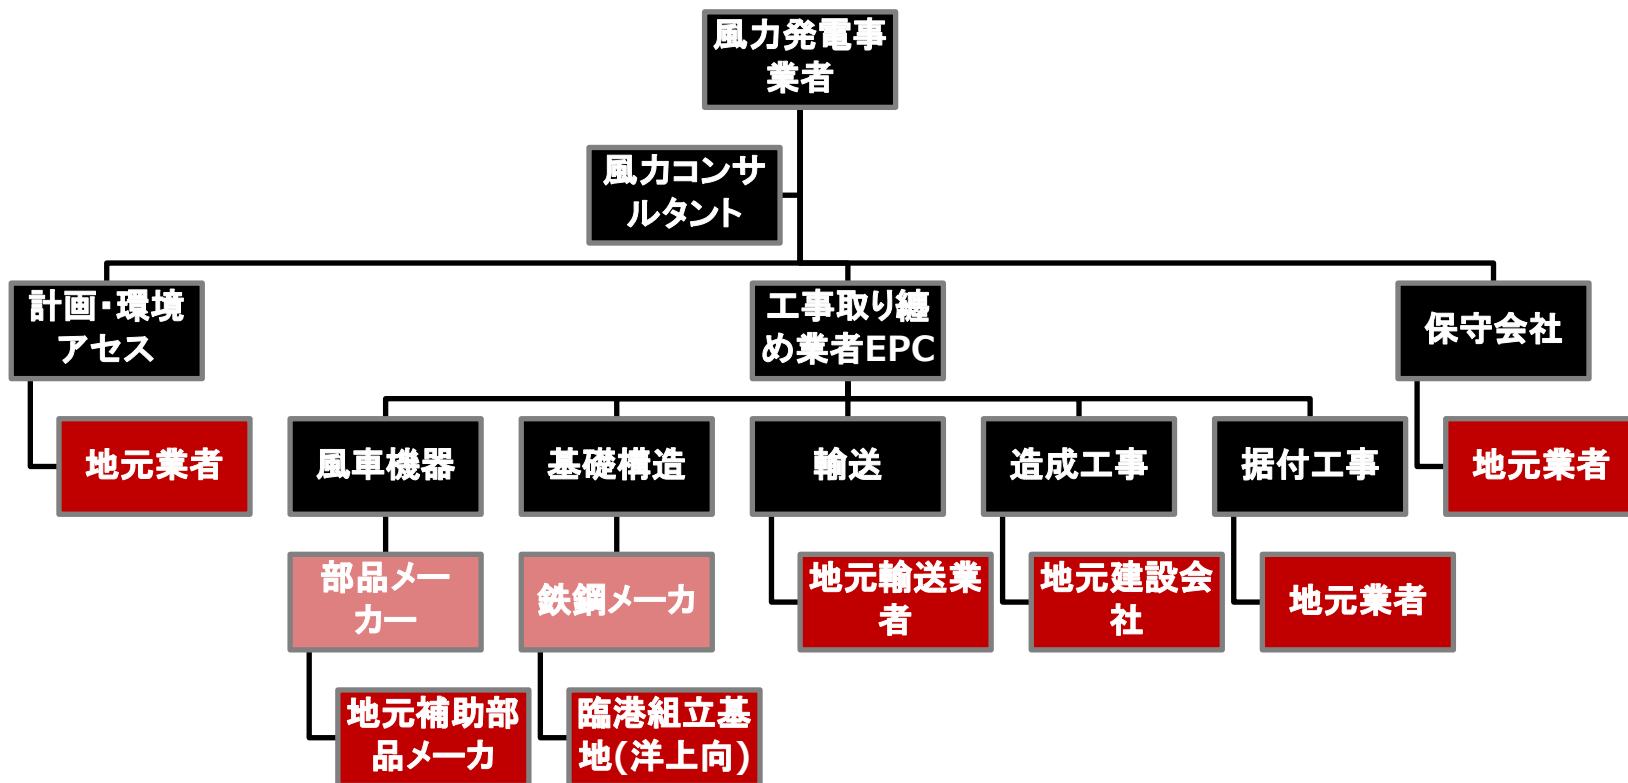 風力発電事
業者
風力コンサ
ルタント
計画・環境
アセス
工事取り纏
め業者EPC
保守会社
地元業者
風車機器
基礎構造
輸送
造成工事
据付工事
地元業者
部品メー
カー
鉄鋼メーカ
地元輸送業
者
地元建設会
社
地元業者
地元補助部
品メーカ
臨港組立基
地(洋上向)